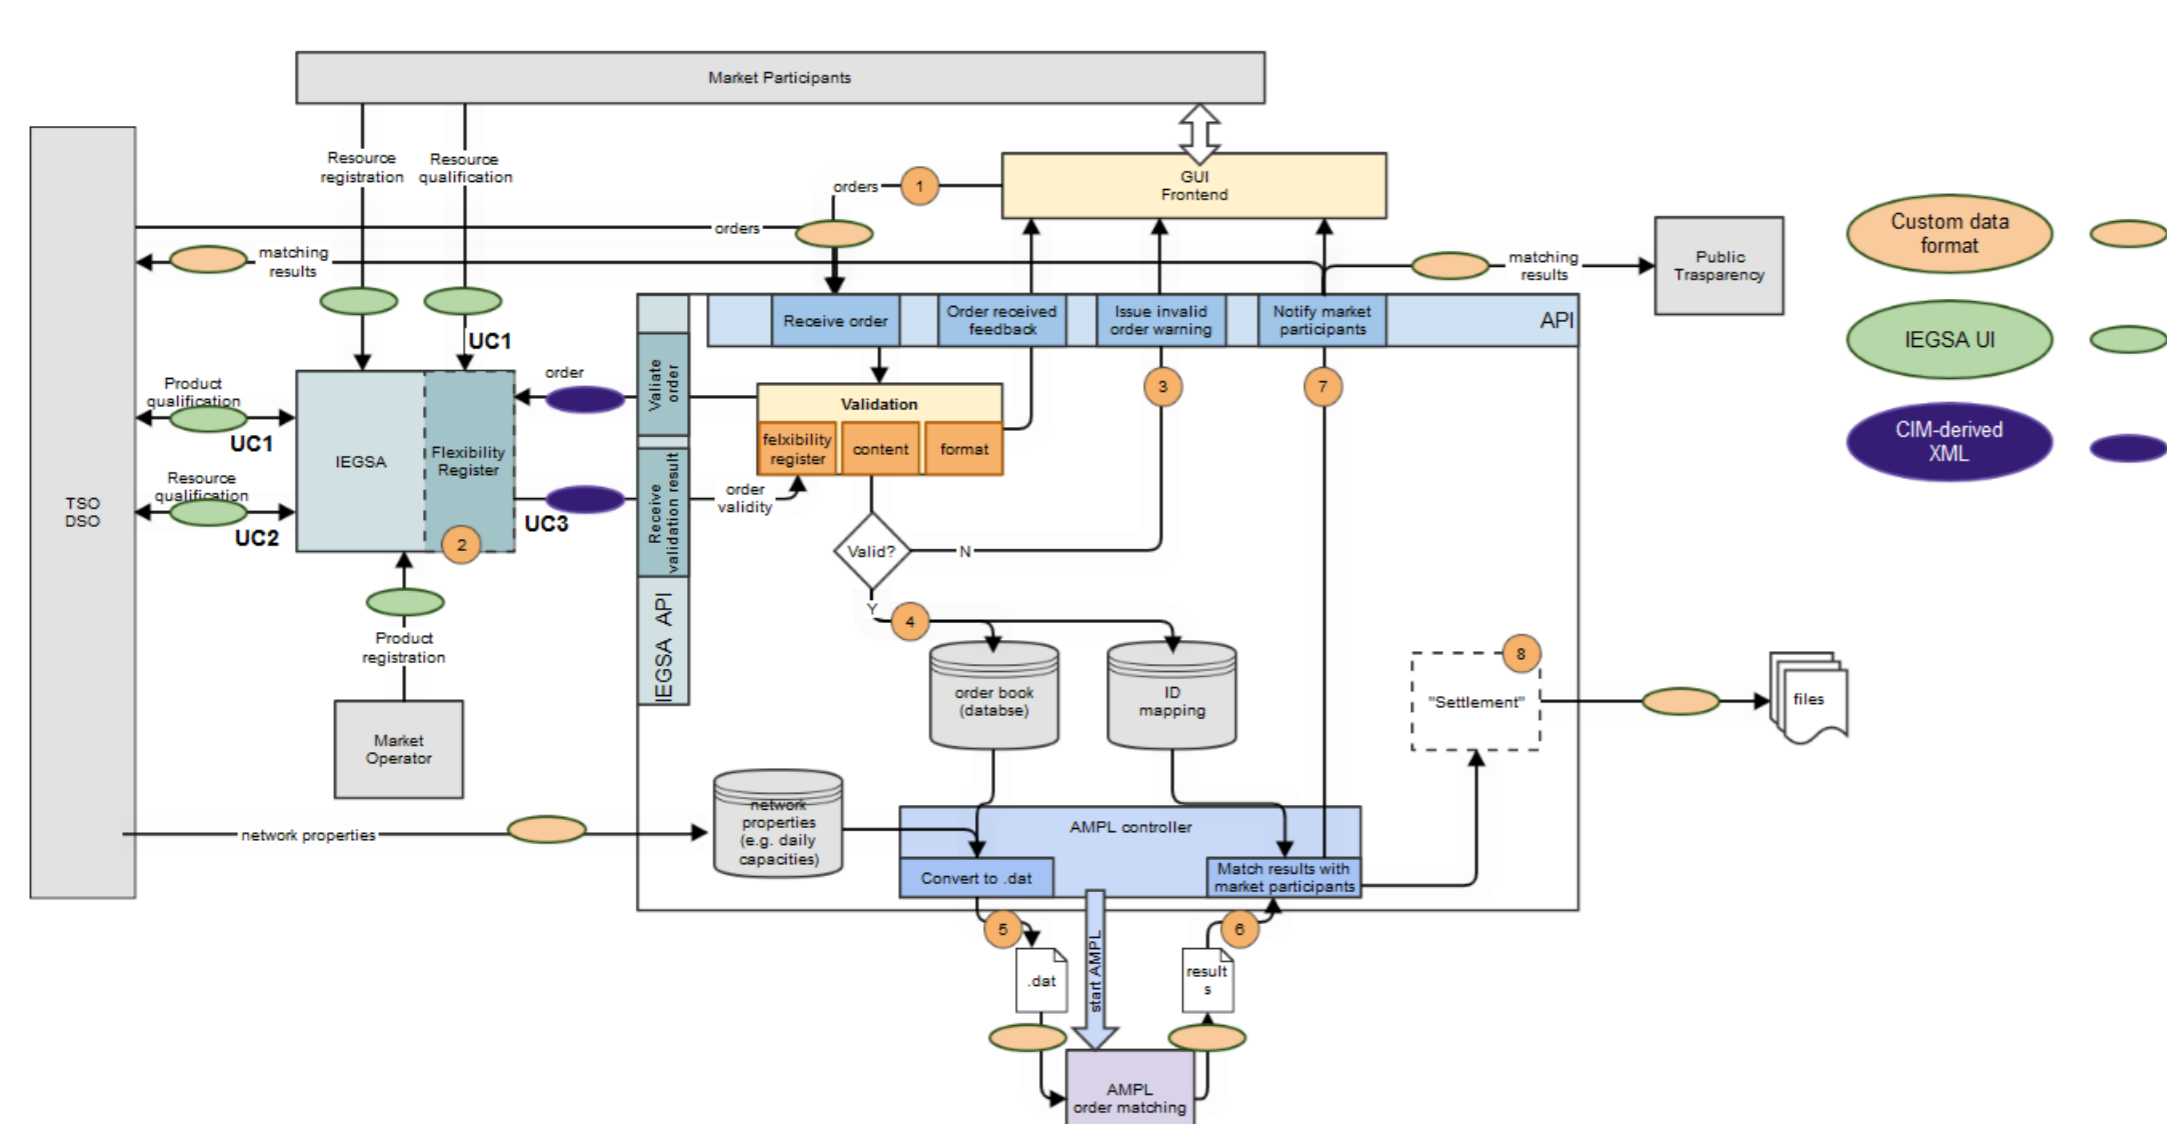 Market Participants
Resource
registration
Resource
qualification
orders
1
GUI
Frontend
orders
matching
results
matching
results
Public
Trasparency
Custom data
format
IEGSA UI
CIM-derived
XML
UC1
Receive order
Order received
feedback
Issue invalid
order warning
Notify market
participants
API
Product
qualification
UC1
Resource
qualification
UC2
TSO
DSO
IEGSA
Flexibility
Register
2
order
UC3
Valiate
order
Receive
validation result
IEGSA API
Validation
felxibility
register
content
format
order
validity
3
7
Valid?
N
Y
4
Product
registration
Market
Operator
order book
(databse)
ID
mapping
8
"Settlement"
files
network properties
network
properties
(e.g. daily
capacities)
AMPL controller
Convert to .dat
Match results with
market participants
5
6
.dat
start AMPL
result
s
AMPL
order matching